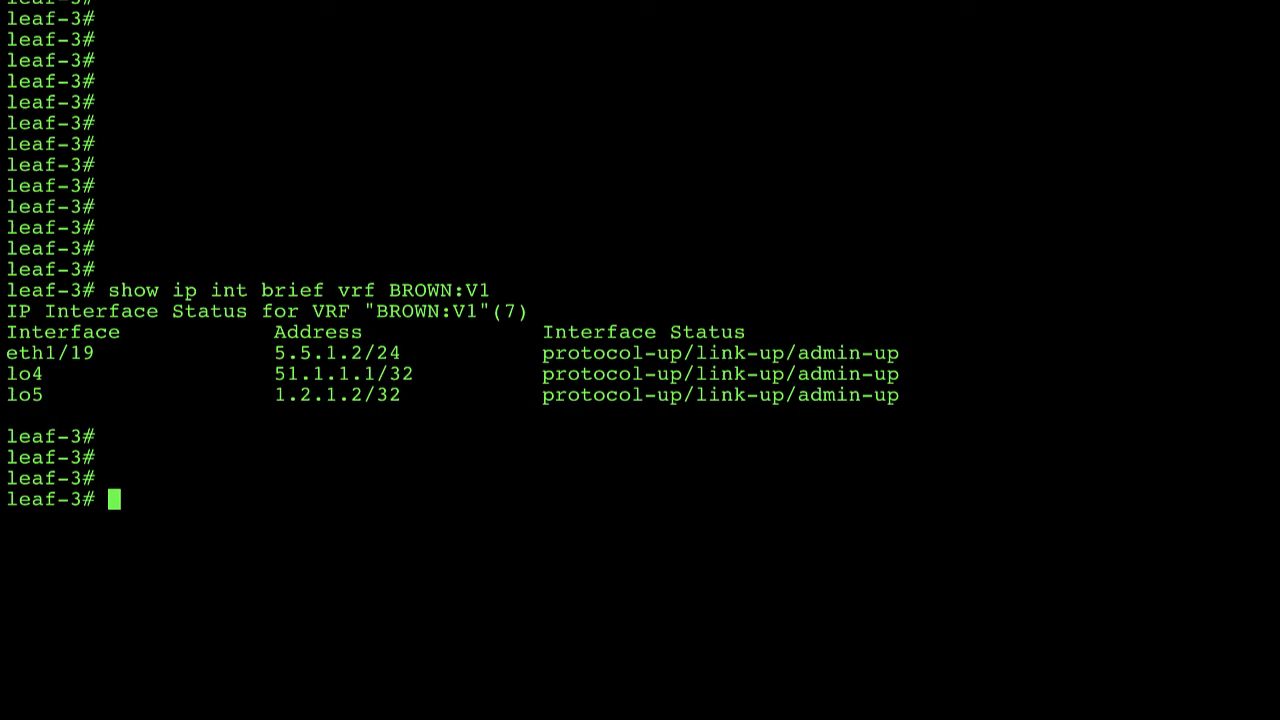 leaf-3#
leaf-3#
leaf-3#
leaf-3#
leaf-3#
leaf-3#
leaf-3#
leaf-3#
leaf-3#
leaf-3#
leaf-3#
leaf-3#
leaf-3#
leaf-3#
leaf-3# show ip int brief vrf BROWN:V1
IP Interface Status for VRF "BROWN:V1"(7)
Interface Address Interface Status
eth1/19 5.5.1.2/24 protocol-up/link-up/admin-up
lo4 51.1.1.1/32 protocol-up/link-up/admin-up
lo5 1.2.1.2/32 protocol-up/link-up/admin-up
leaf-3#
leaf-3#
leaf-3#
leaf-3#